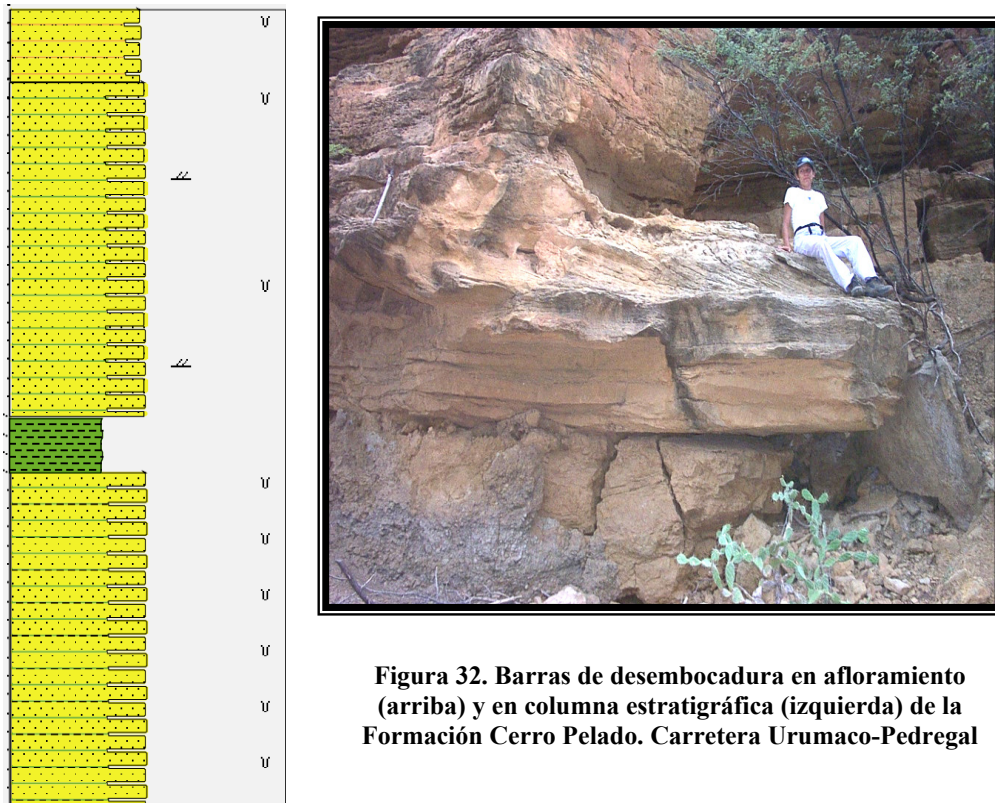 Figura 32. Barras de desembocadura en afloramiento
(arriba) y en columna estratigráfica (izquierda) de la
Formación Cerro Pelado. Carretera Urumaco-Pedregal